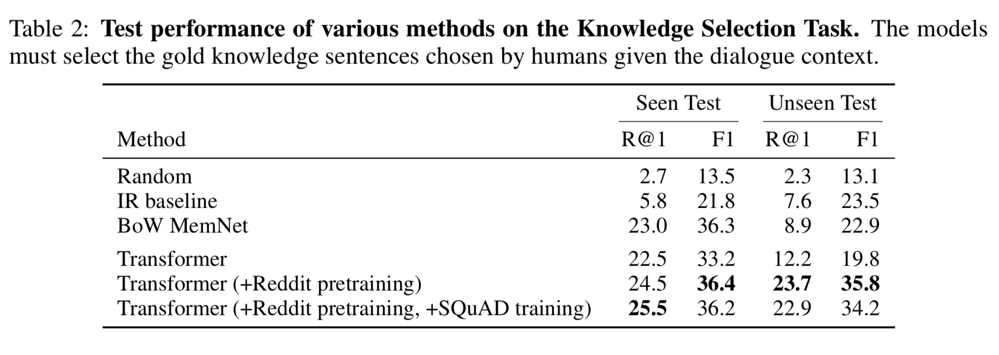 Table 2: Test performance of various methods on the Knowledge Selection Task. The models
must select the gold knowledge sentences chosen by humans given the dialogue context.
Seen Test Unseen Test
Method R@1 F1 R@1 F1
Random 2.7 13.5 2.3 13.1
IR baseline 5.8 21.8 7.6 23.5
BoW MemNet 23.0 36.3 8.9 22.9
Transformer 22.5 33.2 12.2 19.8
Transformer (+Reddit pretraining) 24.5 36.4 23.7 35.8
Transformer (+Reddit pretraining, +SQuAD training) 25.5 36.2 22.9 34.2